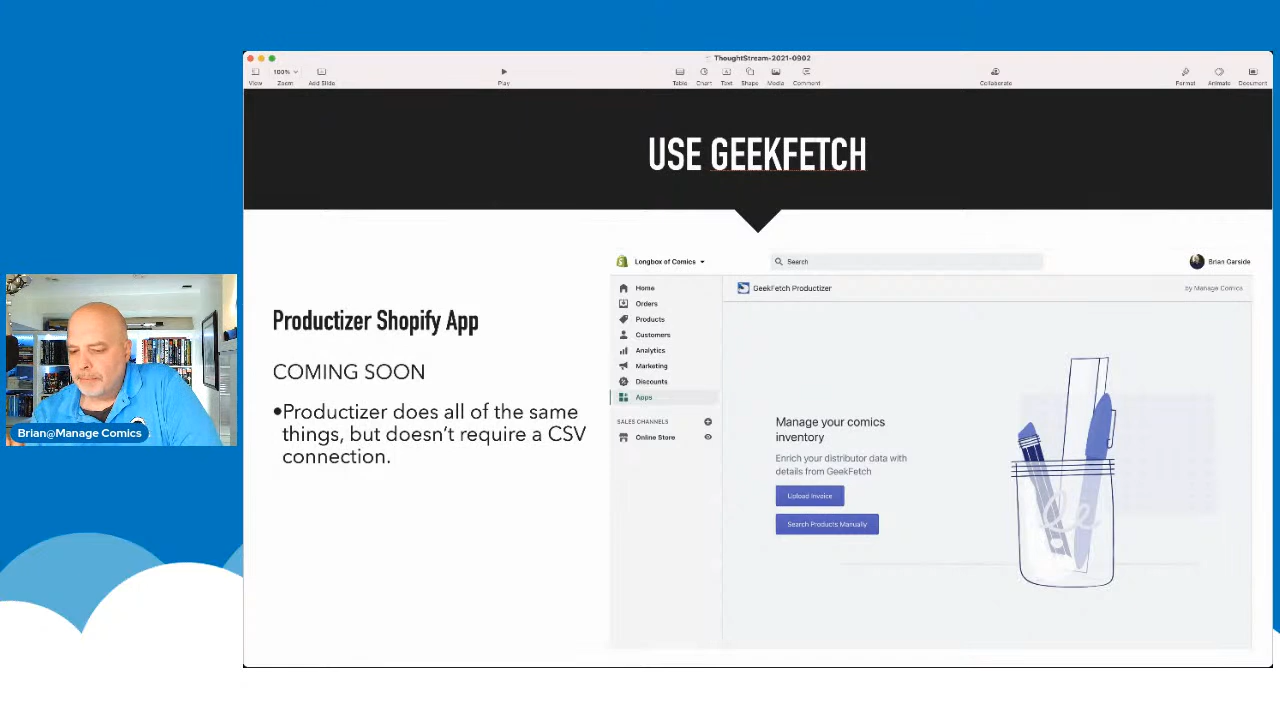 ThoughtStream-2021-0902
100%
View
Zoom
Add Slide
Play
Table
Chart
Text
Shape
Media
Comment
Collaborate
Format
Animate
Document
USE GEEKFETCH
Productizer Shopify App
COMING SOON
•Productizer does all of the same
things, but doesn't require a CSV
connection.
Longbox of Comics
Search
Brian Garside
Home
Orders
Products
Customers
Analytics
Marketing
Discounts
Apps
SALES CHANNELS
Online Store
GeekFetch Productizer
by Manage Comics
Manage your comics
inventory
Enrich your distributor data with
details from GeekFetch
Upload Invoice
Search Products Manually
Brian@Manage Comics